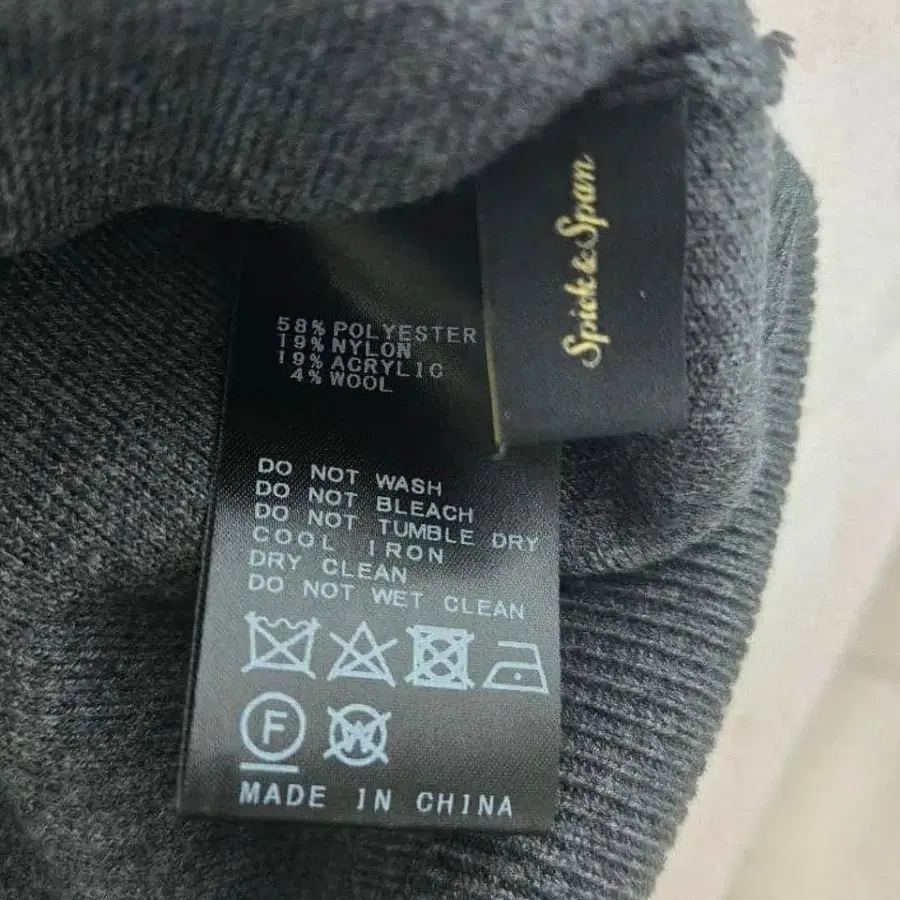 Spick & Span
58% POLYESTER
19% NYLON
19% ACRYLIC
4% WOOL
DO NOT WASH
DO NOT BLEACH
DO NOT TUMBLE DRY
COOL IRON
DRY CLEAN
DO NOT WET CLEAN
F W
MADE IN CHINA